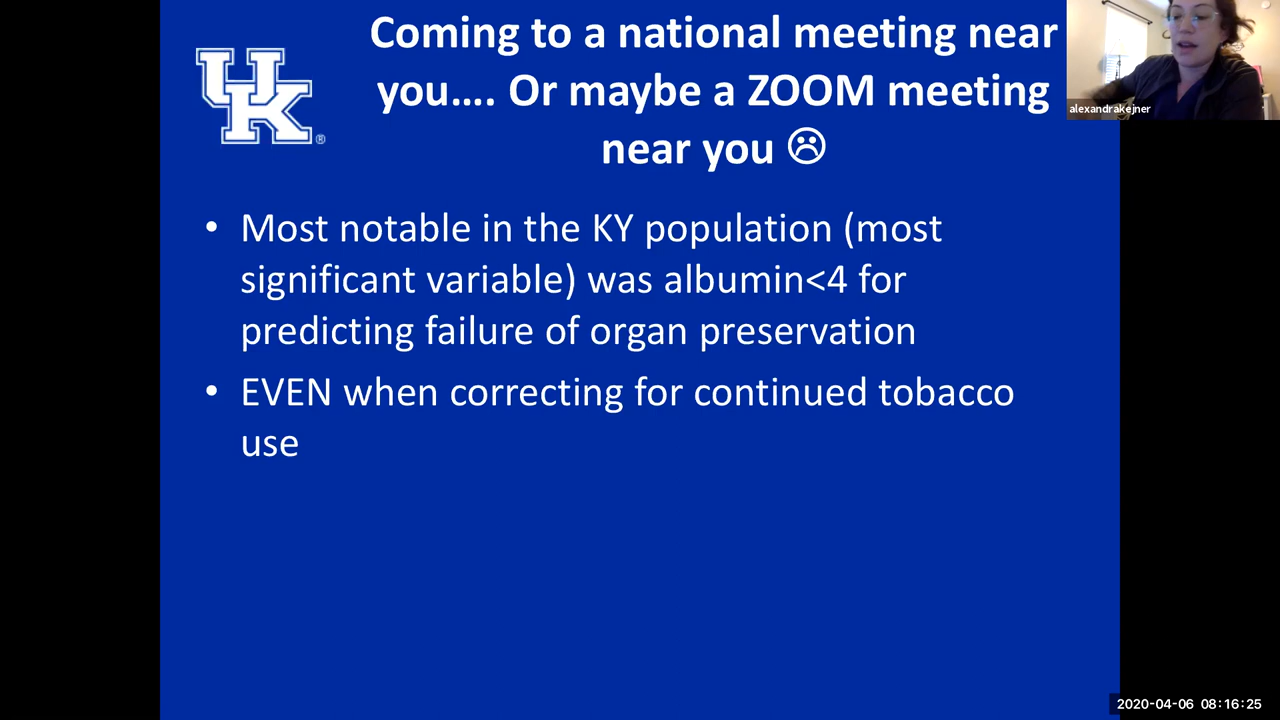 Coming to a national meeting near
you.... Or maybe a ZOOM meeting
near you ☹
UK®
alexandrakejner
• Most notable in the KY population (most
significant variable) was albumin<4 for
predicting failure of organ preservation
• EVEN when correcting for continued tobacco
use
2020-04-06 08:16:25